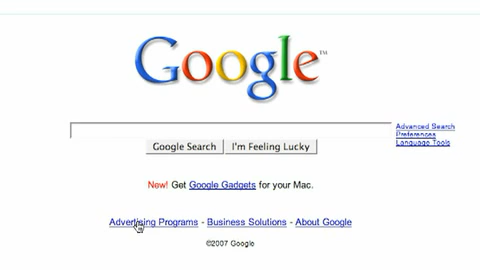 Google™
Advanced Search
Preferences
Language Tools
Google Search I'm Feeling Lucky
New! Get Google Gadgets for your Mac.
Advertising Programs - Business Solutions - About Google
©2007 Google